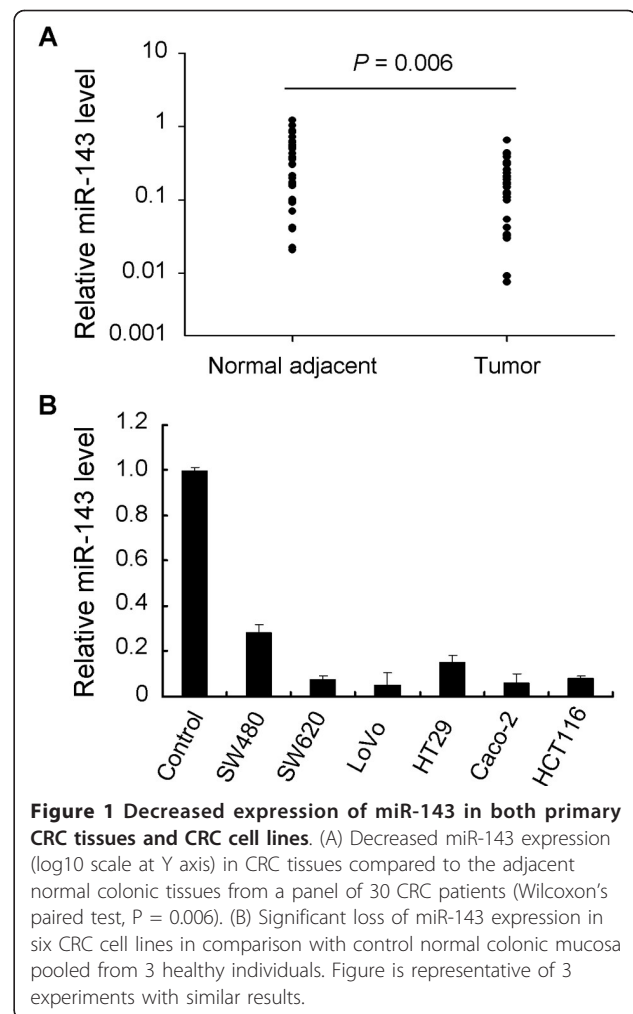 A
10
1
0.1
0.01
0.001
Relative miR-143 level
P = 0.006
Normal adjacent
Tumor
B
1.2
1.0
0.8
0.6
0.4
0.2
0
Relative miR-143 level
Control
SW480
SW620
LoVo
HT29
Caco-2
HCT116
Figure 1 Decreased expression of miR-143 in both primary
CRC tissues and CRC cell lines. (A) Decreased miR-143 expression
(log10 scale at Y axis) in CRC tissues compared to the adjacent
normal colonic tissues from a panel of 30 CRC patients (Wilcoxon's
paired test, P = 0.006). (B) Significant loss of miR-143 expression in
six CRC cell lines in comparison with control normal colonic mucosa
pooled from 3 healthy individuals. Figure is representative of 3
experiments with similar results.